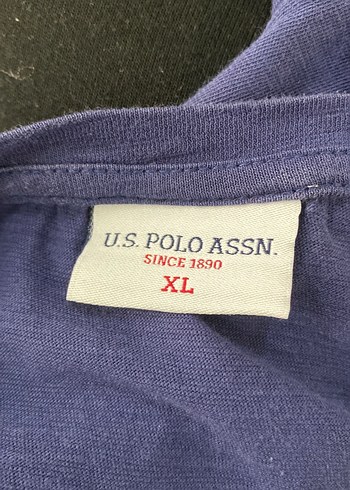 U.S. POLO ASSN.
SINCE 1890
XL